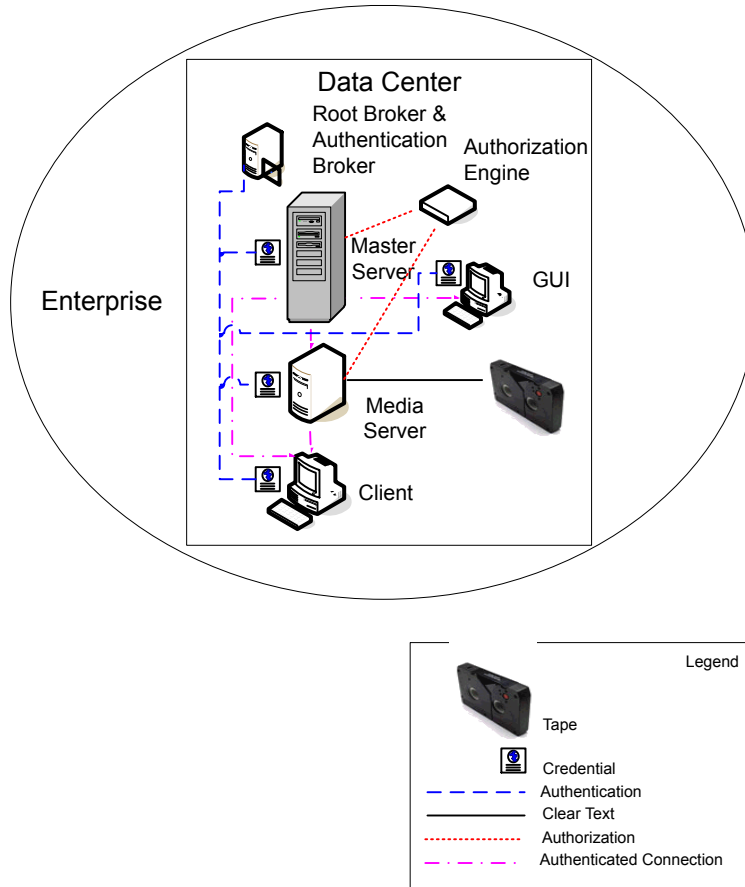 Data Center
Root Broker &
Authentication
Broker
Authorization
Engine
Master
Server
GUI
Enterprise
Media
Server
Client
Legend
Tape
Credential
Authentication
Clear Text
Authorization
Authenticated Connection